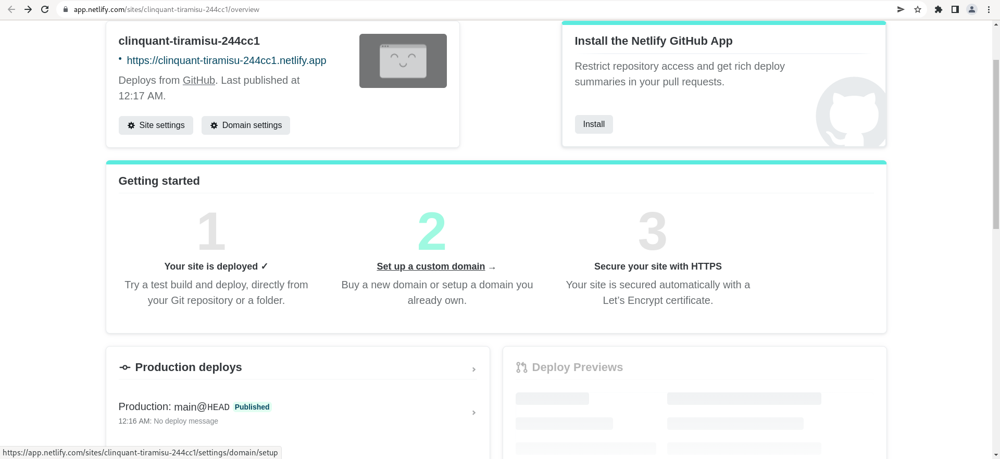 app.netlify.com/sites/clinquant-tiramisu-244cc1/overview
clinquant-tiramisu-244cc1
• https://clinquant-tiramisu-244cc1.netlify.app
Deploys from GitHub. Last published at
12:17 AM.
Site settings
Domain settings
Install the Netlify GitHub App
Restrict repository access and get rich deploy
summaries in your pull requests.
Install
Getting started
1
Your site is deployed ✓
Try a test build and deploy, directly from
your Git repository or a folder.
2
Set up a custom domain →
Buy a new domain or setup a domain you
already own.
3
Secure your site with HTTPS
Your site is secured automatically with a
Let’s Encrypt certificate.
Production deploys
Production: main@HEAD Published
12:16 AM: No deploy message
Deploy Previews
https://app.netlify.com/sites/clinquant-tiramisu-244cc1/settings/domain/setup